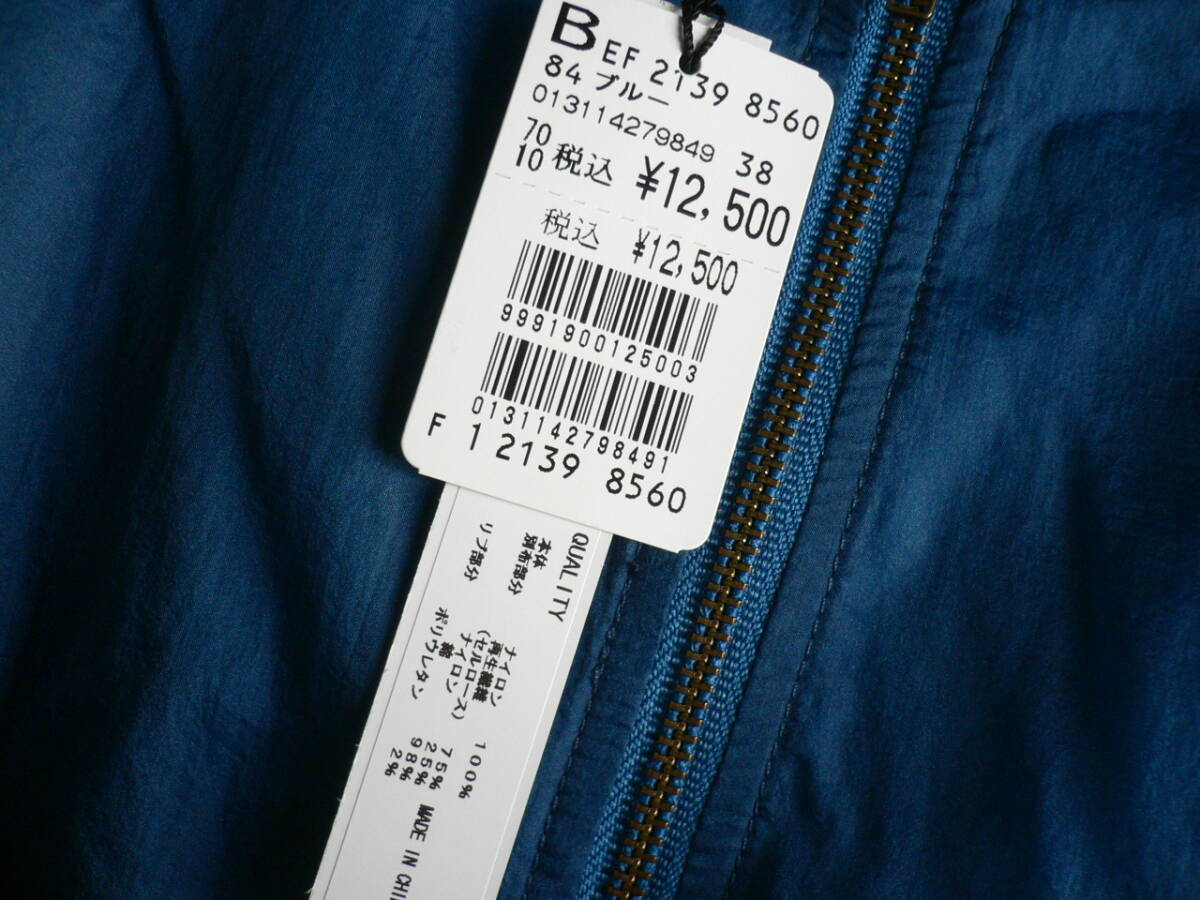 B EF 2139 8560
84 ブルー
013114279849 38
70
10 税込 ¥12,500
税込 ¥12,500
9991900125003
0131142798491
F 1 2139 8560
QUALITY
本体 ナイロン 100%
別布部分 再生繊維 75%
(セルロース)
ナイロン 25%
リブ部分 綿 98%
ポリウレタン 2%
MADE IN CHI